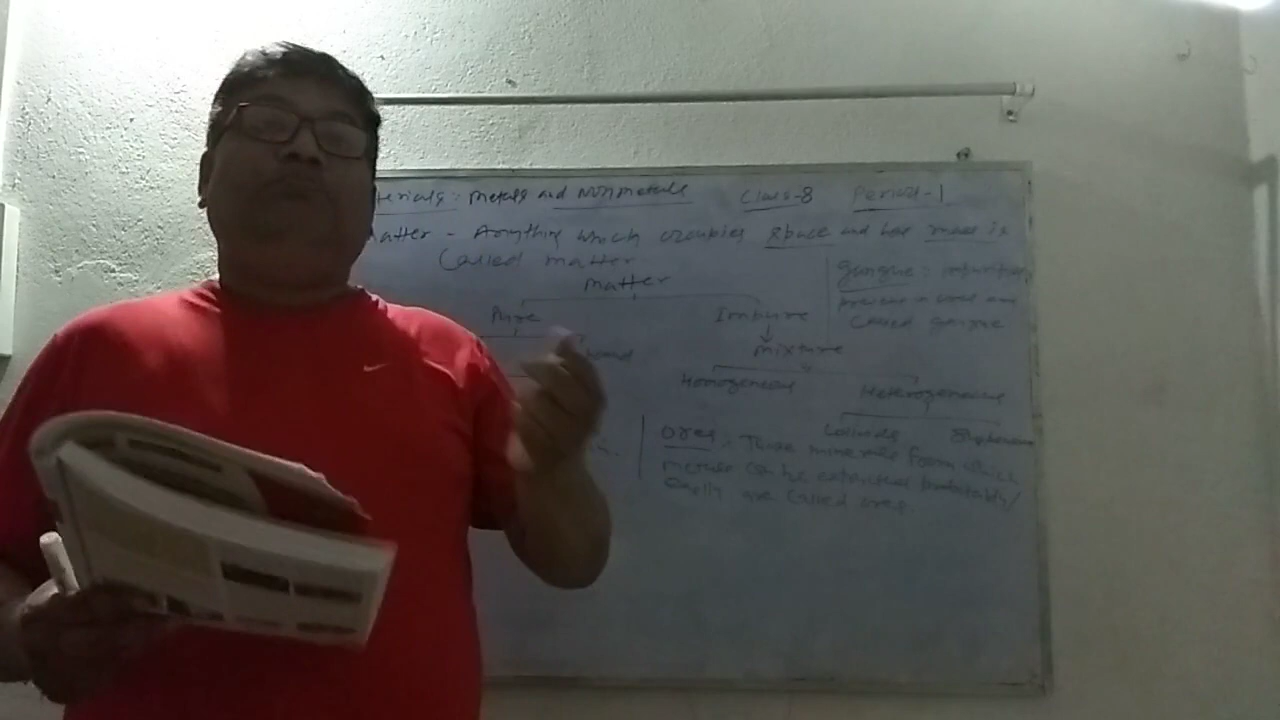 terials: Metals and Nonmetals Class-8 Period-1
atter - Anything which occupies space and has mass is
Called matter
Matter
Pure Impure
ound mixture
Homogeneous Heterogeneous
Gangue: impurities
present in ores are
Called gangue
Colloids
Ores. Those minerals from which
metals can be extracted profitably/
easily are called ores.